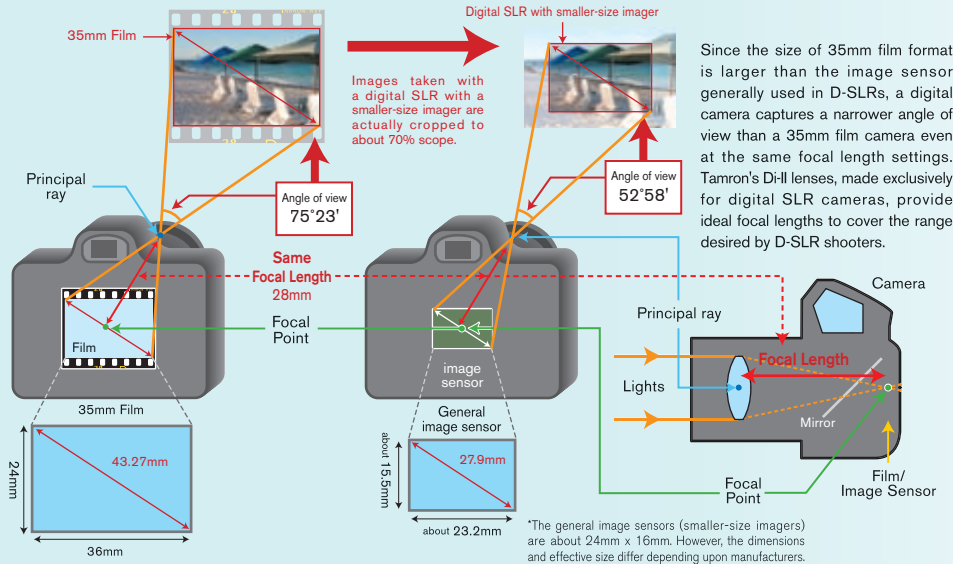 35mm Film
Digital SLR with smaller-size imager
Images taken with
a digital SLR with a
smaller-size imager are
actually cropped to
about 70% scope.
Since the size of 35mm film format
is larger than the image sensor
generally used in D-SLRs, a digital
camera captures a narrower angle of
view than a 35mm film camera even
at the same focal length settings.
Tamron's Di-II lenses, made exclusively
for digital SLR cameras, provide
ideal focal lengths to cover the range
desired by D-SLR shooters.
Principal
ray
Angle of view
75°23'
Angle of view
52°58'
Same
Focal Length
28mm
Focal
Point
Film
image
sensor
Principal ray
Camera
Focal Length
Lights
Mirror
Film/
Image Sensor
Focal
Point
35mm Film
43.27mm
24mm
36mm
General
image sensor
27.9mm
about 15.5mm
about 23.2mm
*The general image sensors (smaller-size imagers)
are about 24mm x 16mm. However, the dimensions
and effective size differ depending upon manufacturers.